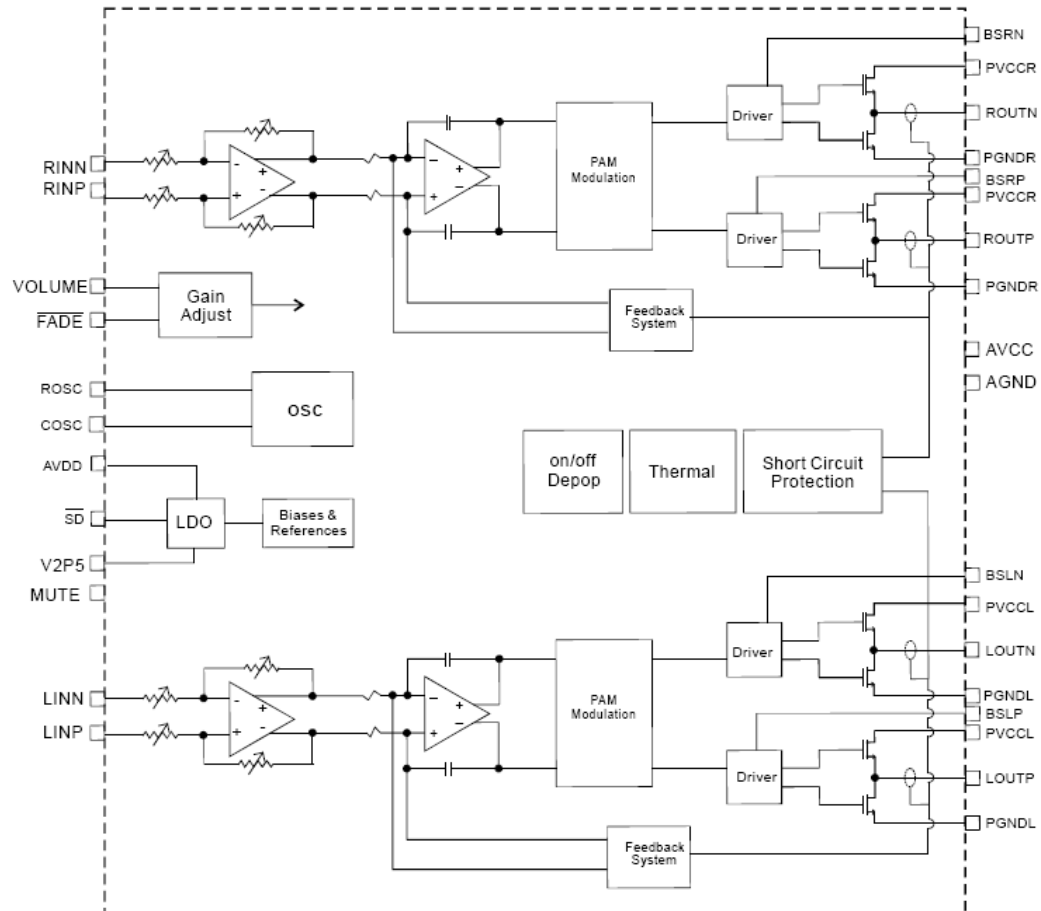 BSRN
PVCCR
Driver
ROUTN
PAM
Modulation
RINN
RINP
- + - +
- + + -
PGNDR
BSRP
PVCCR
Driver
ROUTP
VOLUME
FADE
Gain
Adjust
PGNDR
Feedback
System
AVCC
AGND
ROSC
COSC
OSC
AVDD
SD
V2P5
LDO
Biases &
References
on/off
Depop
Thermal
Short Circuit
Protection
MUTE
BSLN
PVCCL
Driver
LOUTN
PAM
Modulation
LINN
LINP
- + - +
- + + -
PGNDL
BSLP
PVCCL
Driver
LOUTP
PGNDL
Feedback
System